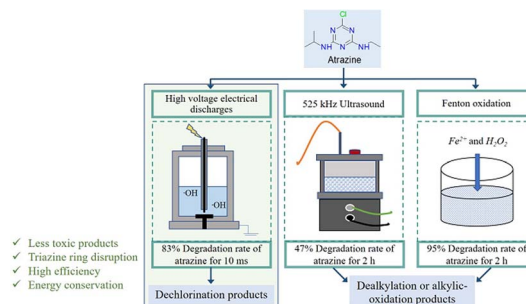 Cl
N
N
NH
N
HN
Atrazine
High voltage electrical
discharges
525 kHz Ultrasound
Fenton oxidation
·OH
·OH
Fe²⁺ and H₂O₂
83% Degradation rate of
atrazine for 10 ms
47% Degradation rate of
atrazine for 2 h
95% Degradation rate of
atrazine for 2 h
✓ Less toxic products
✓ Triazine ring disruption
✓ High efficiency
✓ Energy conservation
Dechlorination products
Dealkylation or alkylic-
oxidation products